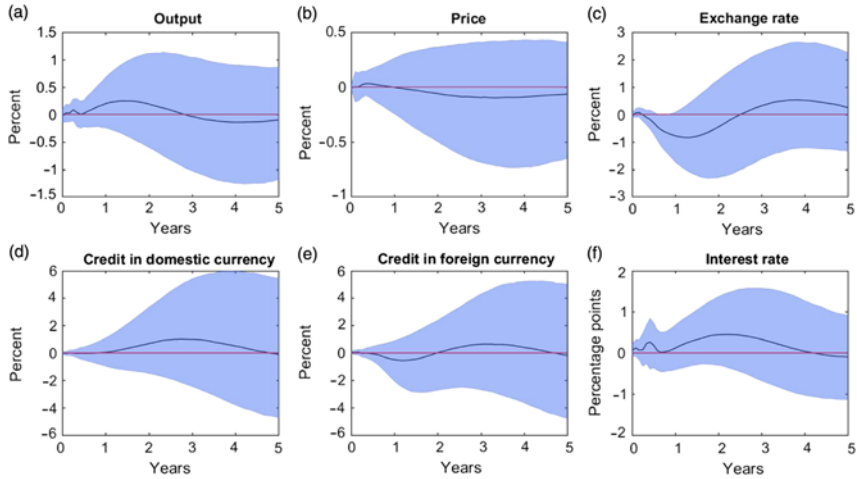 (a) Output
1.5
1
0.5
0
-0.5
-1
-1.5
Percent
0 1 2 3 4 5
Years
(b) Price
0.5
0
-0.5
-1
Percent
0 1 2 3 4 5
Years
(c) Exchange rate
3
2
1
0
-1
-2
-3
Percent
0 1 2 3 4 5
Years
(d) Credit in domestic currency
6
4
2
0
-2
-4
-6
Percent
0 1 2 3 4 5
Years
(e) Credit in foreign currency
6
4
2
0
-2
-4
-6
Percent
0 1 2 3 4 5
Years
(f) Interest rate
2
1
0
-1
-2
Percentage points
0 1 2 3 4 5
Years